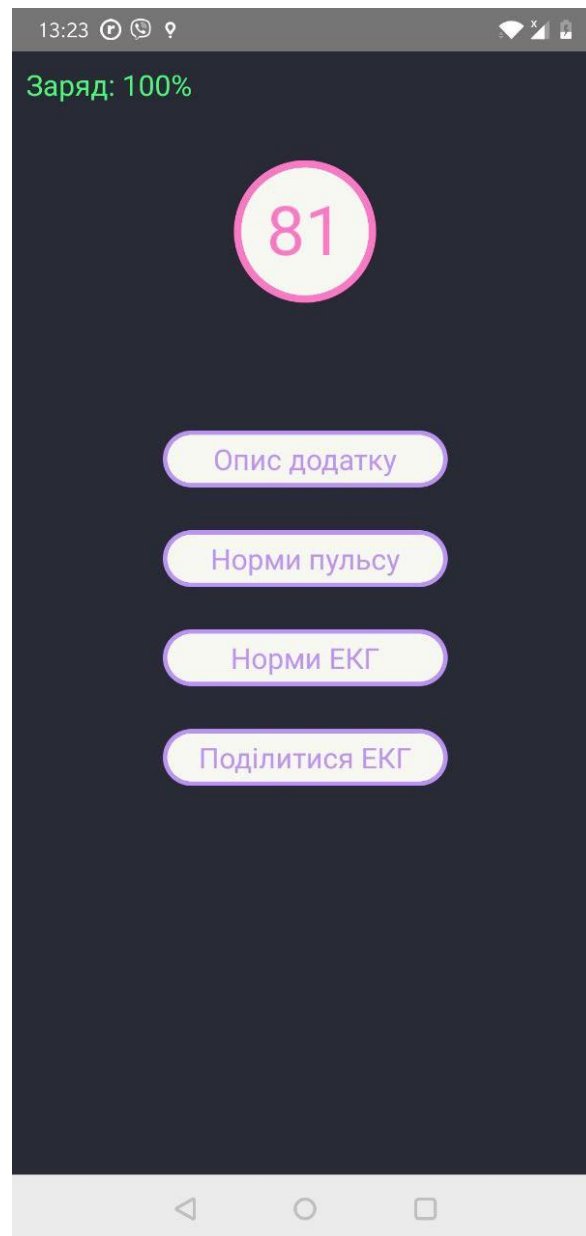 13:23
Заряд: 100%
81
Опис додатку
Норми пульсу
Норми ЕКГ
Поділитися ЕКГ